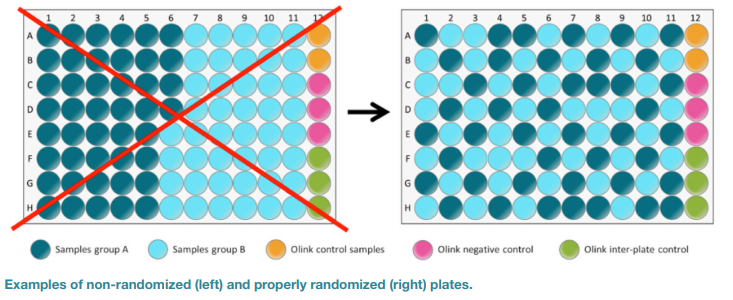 1 2 3 4 5 6 7 8 9 10 11 12
A
B
C
D
E
F
G
H
1 2 3 4 5 6 7 8 9 10 11 12
A
B
C
D
E
F
G
H
Samples group A Samples group B Olink control samples Olink negative control Olink inter-plate control
Examples of non-randomized (left) and properly randomized (right) plates.